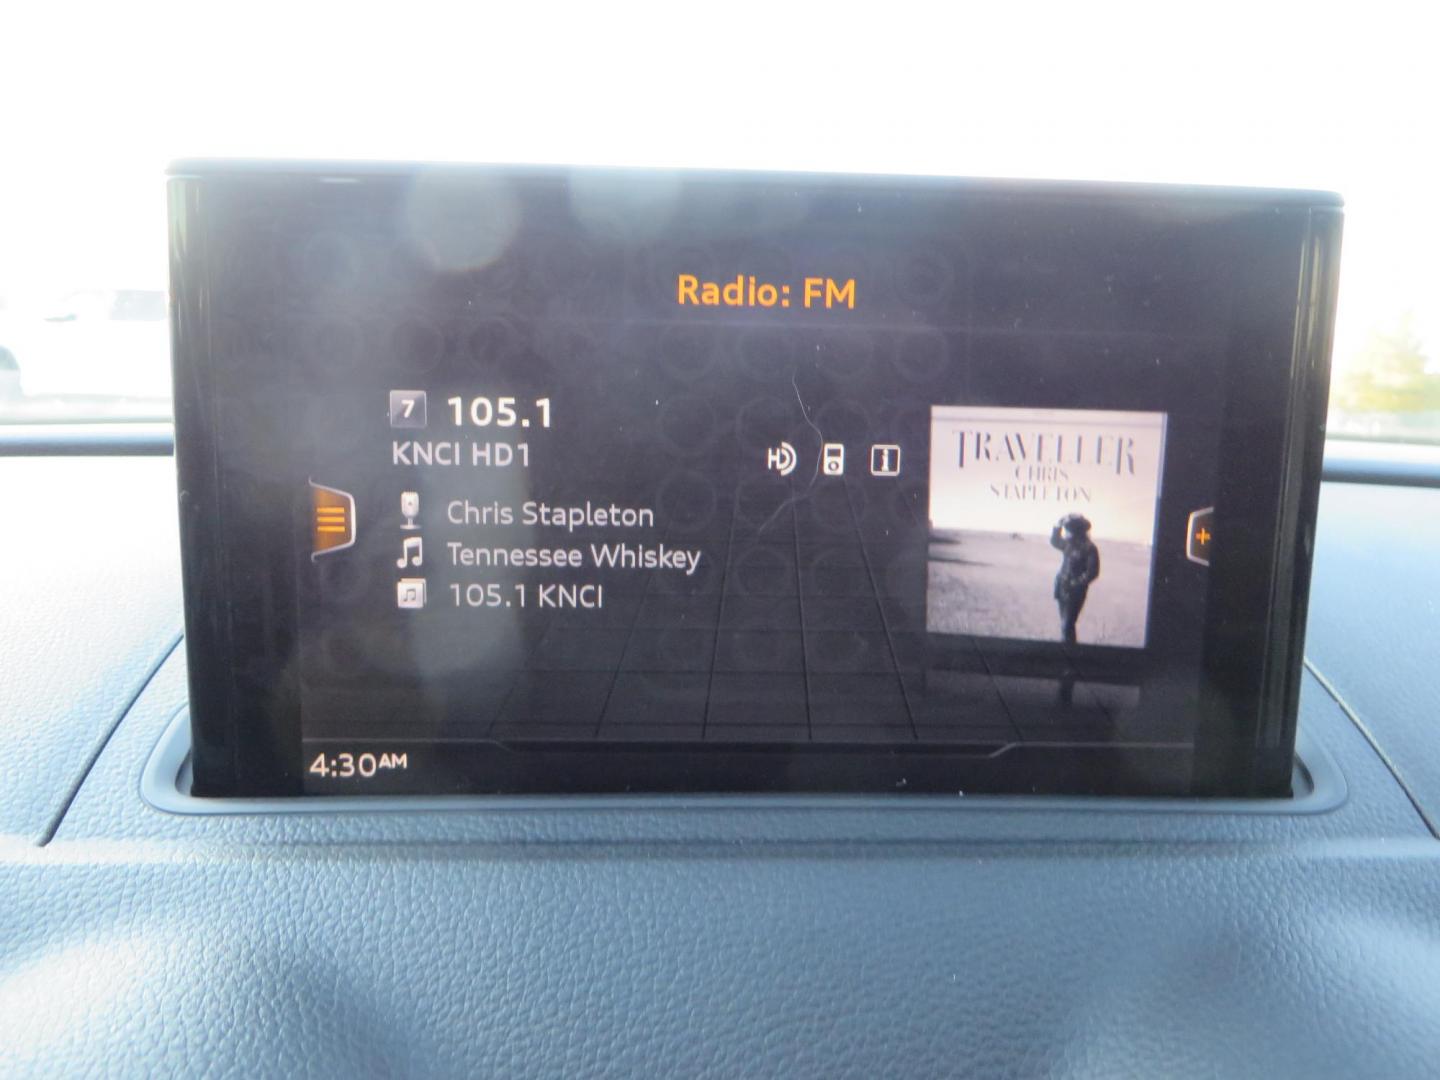 Radio: FM
7 105.1
KNCI HD1
HD
Chris Stapleton
Tennessee Whiskey
105.1 KNCI
TRAVELLER
CHRIS
STAPLETON
4:30AM